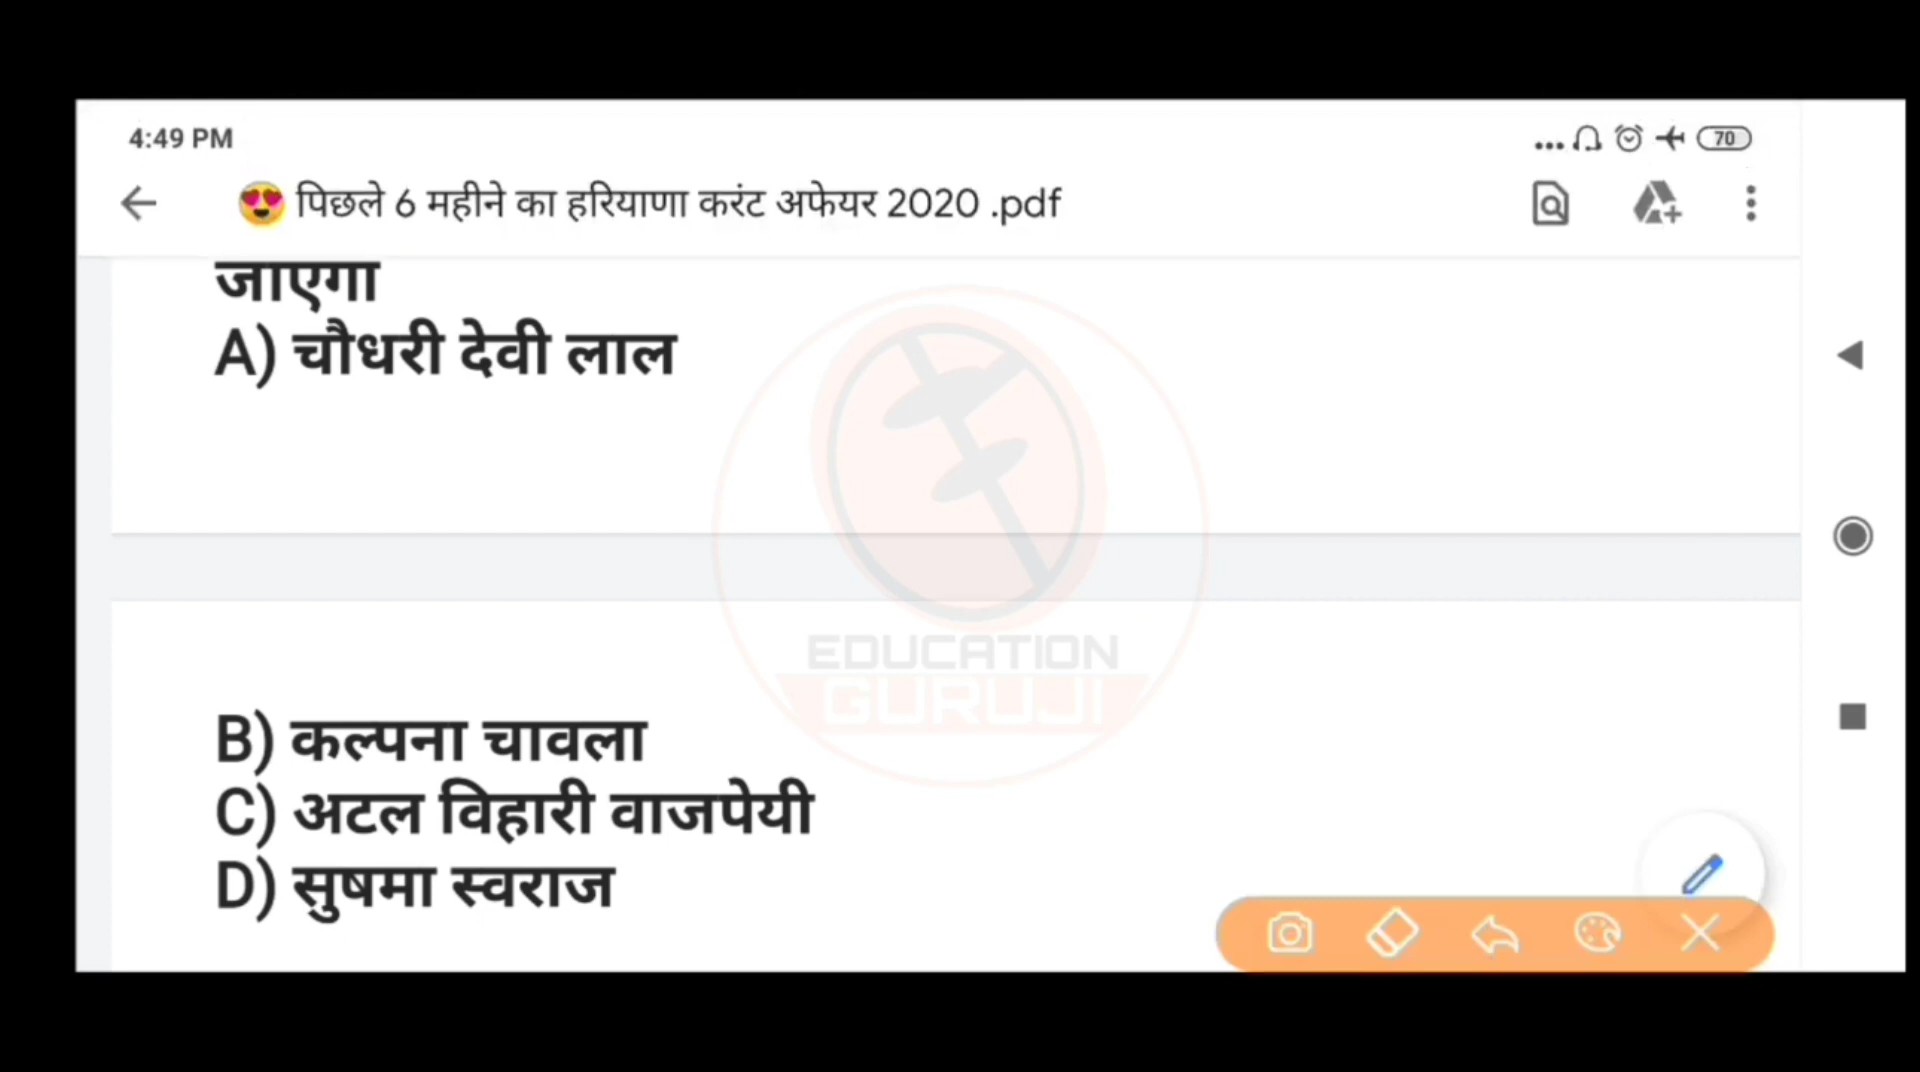 4:49 PM
70
😍 पिछले 6 महीने का हरियाणा करंट अफेयर 2020 .pdf
जाएगा
A) चौधरी देवी लाल
EDUCATION
GURUJI
B) कल्पना चावला
C) अटल विहारी वाजपेयी
D) सुषमा स्वराज